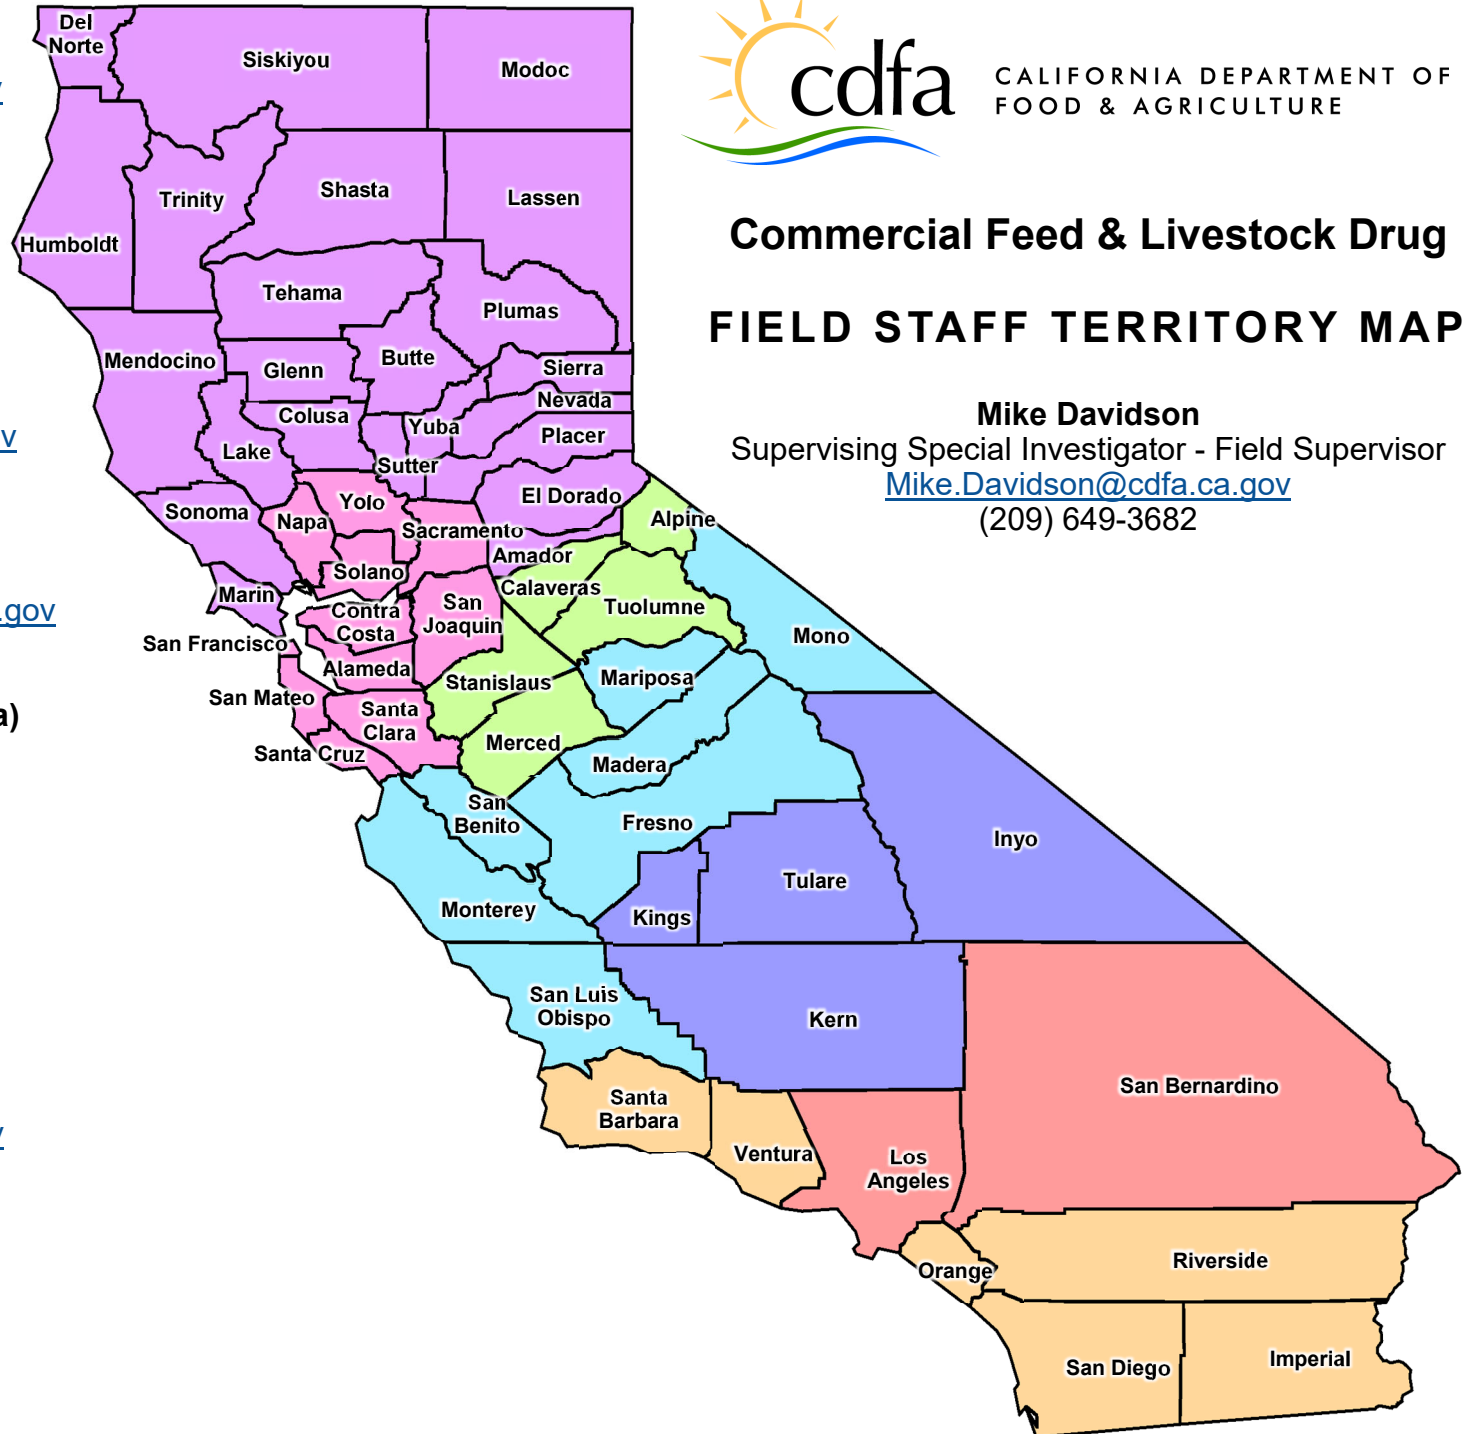 cdfa
CALIFORNIA DEPARTMENT OF
FOOD & AGRICULTURE
Commercial Feed & Livestock Drug
FIELD STAFF TERRITORY MAP
Mike Davidson
Supervising Special Investigator - Field Supervisor
Mike.Davidson@cdfa.ca.gov
(209) 649-3682
Del
Norte
Siskiyou
Modoc
Humboldt
Trinity
Shasta
Lassen
Tehama
Plumas
Mendocino
Glenn
Butte
Sierra
Nevada
Colusa
Yuba
Placer
Lake
Sutter
El Dorado
Sonoma
Napa
Yolo
Sacramento
Alpine
Amador
Solano
Calaveras
Marin
Contra
Costa
San
Joaquin
Tuolumne
Mono
San Francisco
Alameda
Stanislaus
Mariposa
San Mateo
Santa
Clara
Merced
Santa Cruz
Madera
San
Benito
Fresno
Inyo
Tulare
Monterey
Kings
San Luis
Obispo
Kern
Santa
Barbara
San Bernardino
Ventura
Los
Angeles
Orange
Riverside
San Diego
Imperial
v
.gov
a)